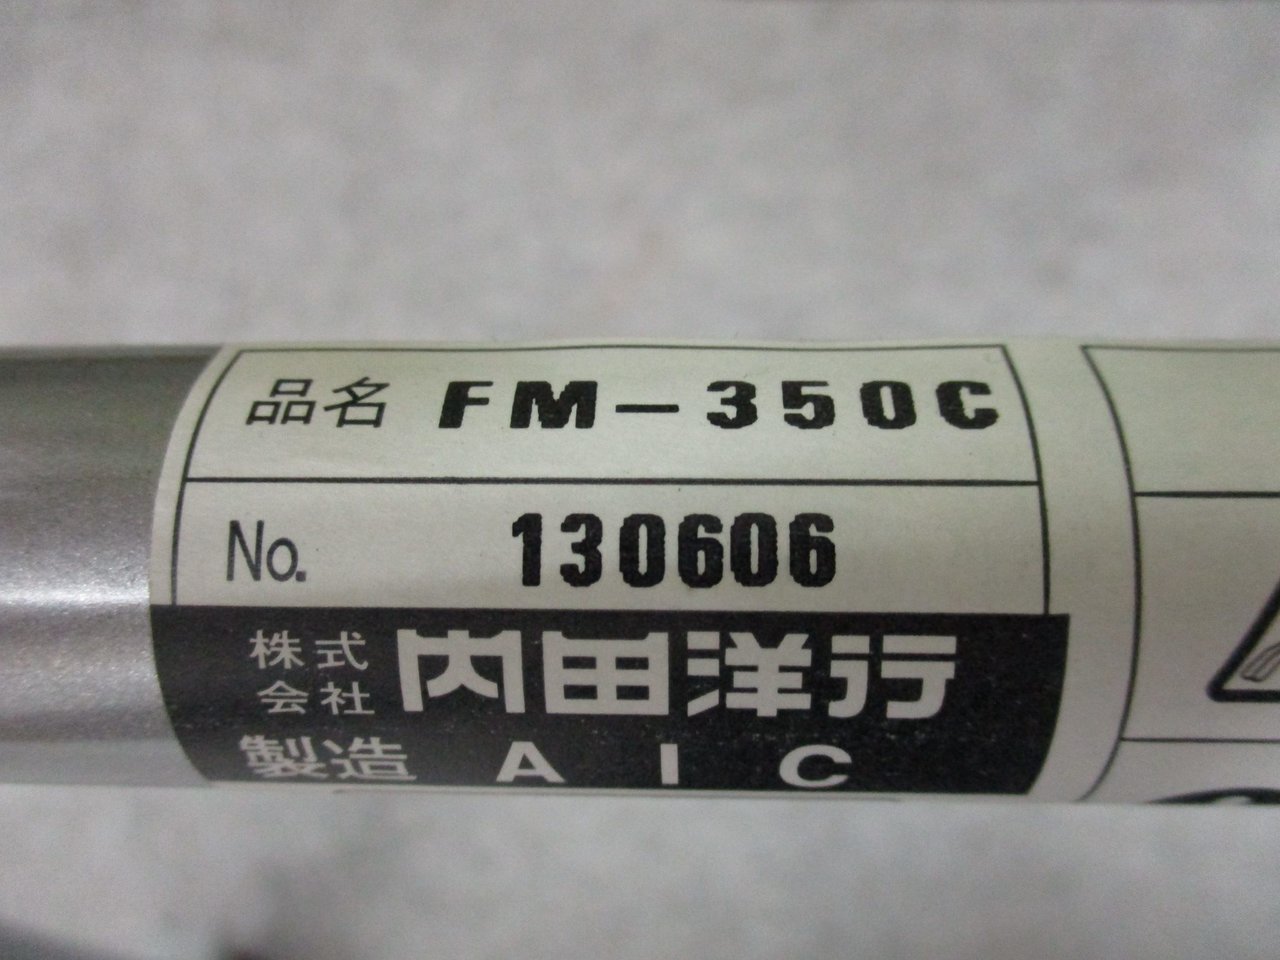 品名 FM-350C
No. 130606
株式会社 内田洋行
製造 AIC